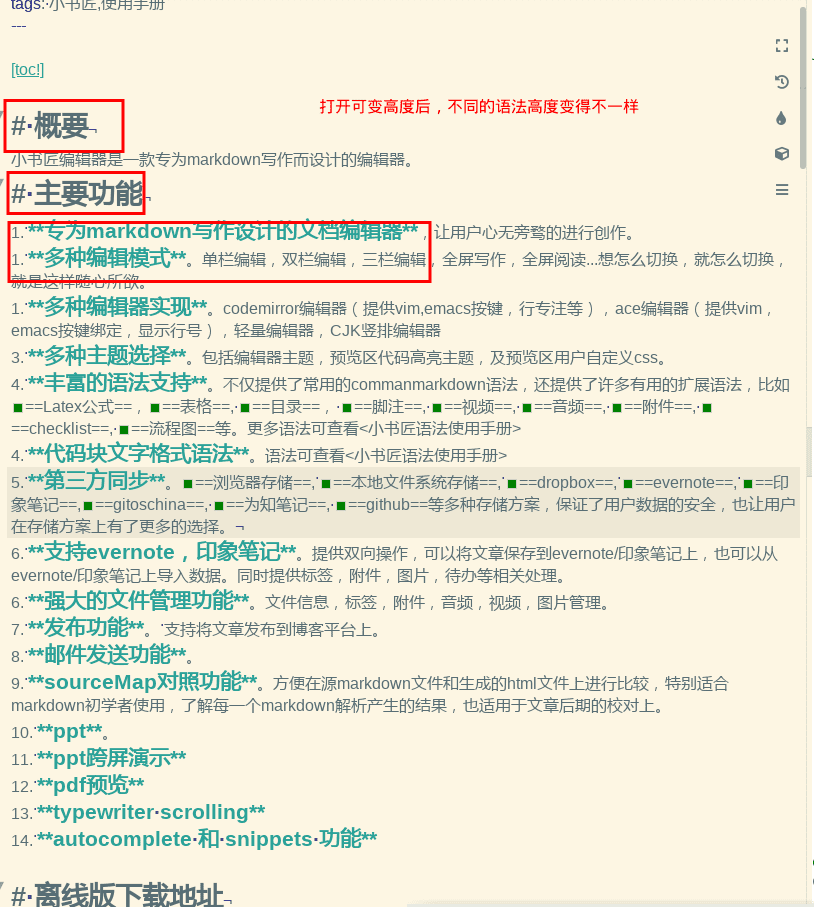 tags:·小书匠,使用手册
---
[toc!]
打开可变高度后，不同的语法高度变得不一样
#·概要¬
小书匠编辑器是一款专为markdown写作而设计的编辑器。
#·主要功能¬
1.·**专为markdown写作设计的文档编辑器**，让用户心无旁骛的进行创作。
1.·**多种编辑模式**。单栏编辑，双栏编辑，三栏编辑，全屏写作，全屏阅读...想怎么切换，就怎么切换，
就是这样随心所欲。
1.·**多种编辑器实现**。codemirror编辑器（提供vim,emacs按键，行专注等），ace编辑器（提供vim，
emacs按键绑定，显示行号），轻量编辑器，CJK竖排编辑器
3.·**多种主题选择**。包括编辑器主题，预览区代码高亮主题，及预览区用户自定义css。
4.·**丰富的语法支持**。不仅提供了常用的commanmarkdown语法，还提供了许多有用的扩展语法，比如
■==Latex公式==，■==表格==,·■==目录==，·■==脚注==,·■==视频==,·■==音频==,·■==附件==,·■
==checklist==,·■==流程图==等。更多语法可查看<小书匠语法使用手册>
4.·**代码块文字格式语法**。语法可查看<小书匠语法使用手册>
5.·**第三方同步**。■==浏览器存储==,·■==本地文件系统存储==,·■==dropbox==,·■==evernote==,·■==印
象笔记==,■==gitoschina==,·■==为知笔记==,·■==github==等多种存储方案，保证了用户数据的安全，也让用户
在存储方案上有了更多的选择。¬
6.·**支持evernote，印象笔记**。提供双向操作，可以将文章保存到evernote/印象笔记上，也可以从
evernote/印象笔记上导入数据。同时提供标签，附件，图片，待办等相关处理。
6.·**强大的文件管理功能**。文件信息，标签，附件，音频，视频，图片管理。
7.·**发布功能**。·支持将文章发布到博客平台上。
8.·**邮件发送功能**。
9.·**sourceMap对照功能**。方便在源markdown文件和生成的html文件上进行比较，特别适合
markdown初学者使用，了解每一个markdown解析产生的结果，也适用于文章后期的校对上。
10.·**ppt**。
11.·**ppt跨屏演示**
12.·**pdf预览**
13.·**typewriter·scrolling**
14.·**autocomplete·和·snippets·功能**
#·离线版下载地址¬